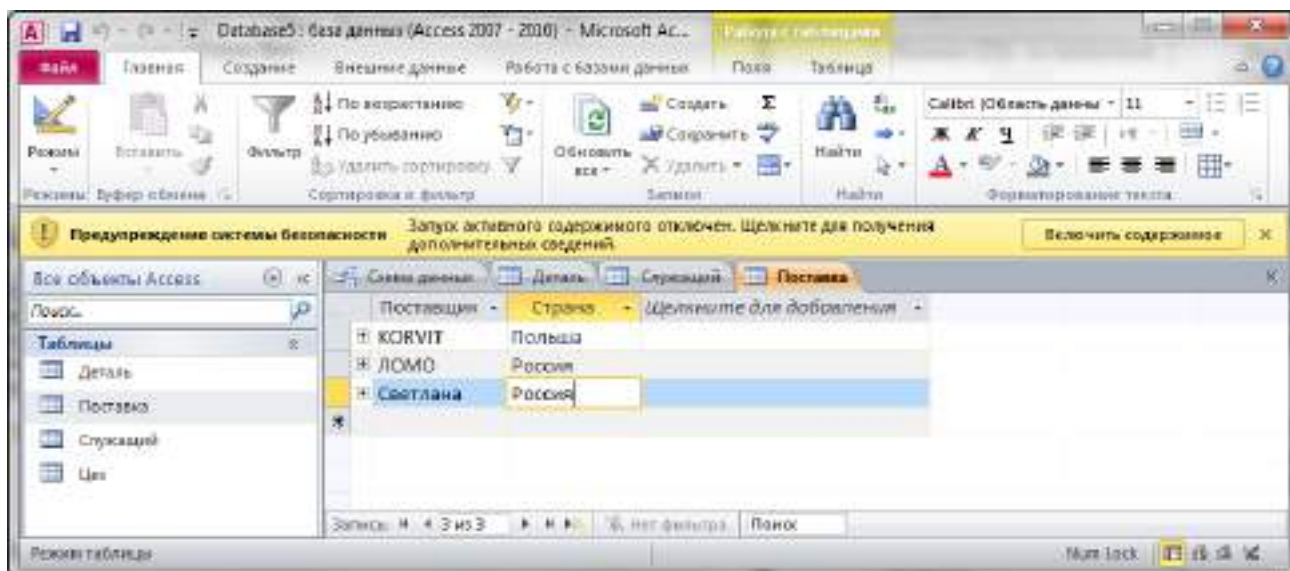 Database5 : база данных (Access 2007 - 2010) - Microsoft Ac... Работа с таблицами
Файл Главная Создание Внешние данные Работа с базами данных Поля Таблица
По возрастанию Создать Σ Calibri (Область данны 11
По убыванию Сохранить Ж К Ч
Режимы Вставить Фильтр Удалить сортировку Обновить все Удалить Найти
Режимы Буфер обмена Сортировка и фильтр Записи Найти Форматирование текста
Предупреждение системы безопасности Запуск активного содержимого отключен. Щелкните для получения дополнительных сведений. Включить содержимое
Все объекты Access Схема данных Деталь Служащий Поставка
Поиск... Поставщик Страна Щелкните для добавления
Таблицы KORVIT Польша
Деталь ЛОМО Россия
Поставка Светлана Россия
Служащий
Цех
Запись: 3 из 3 Нет фильтра Поиск
Режим таблицы Num Lock